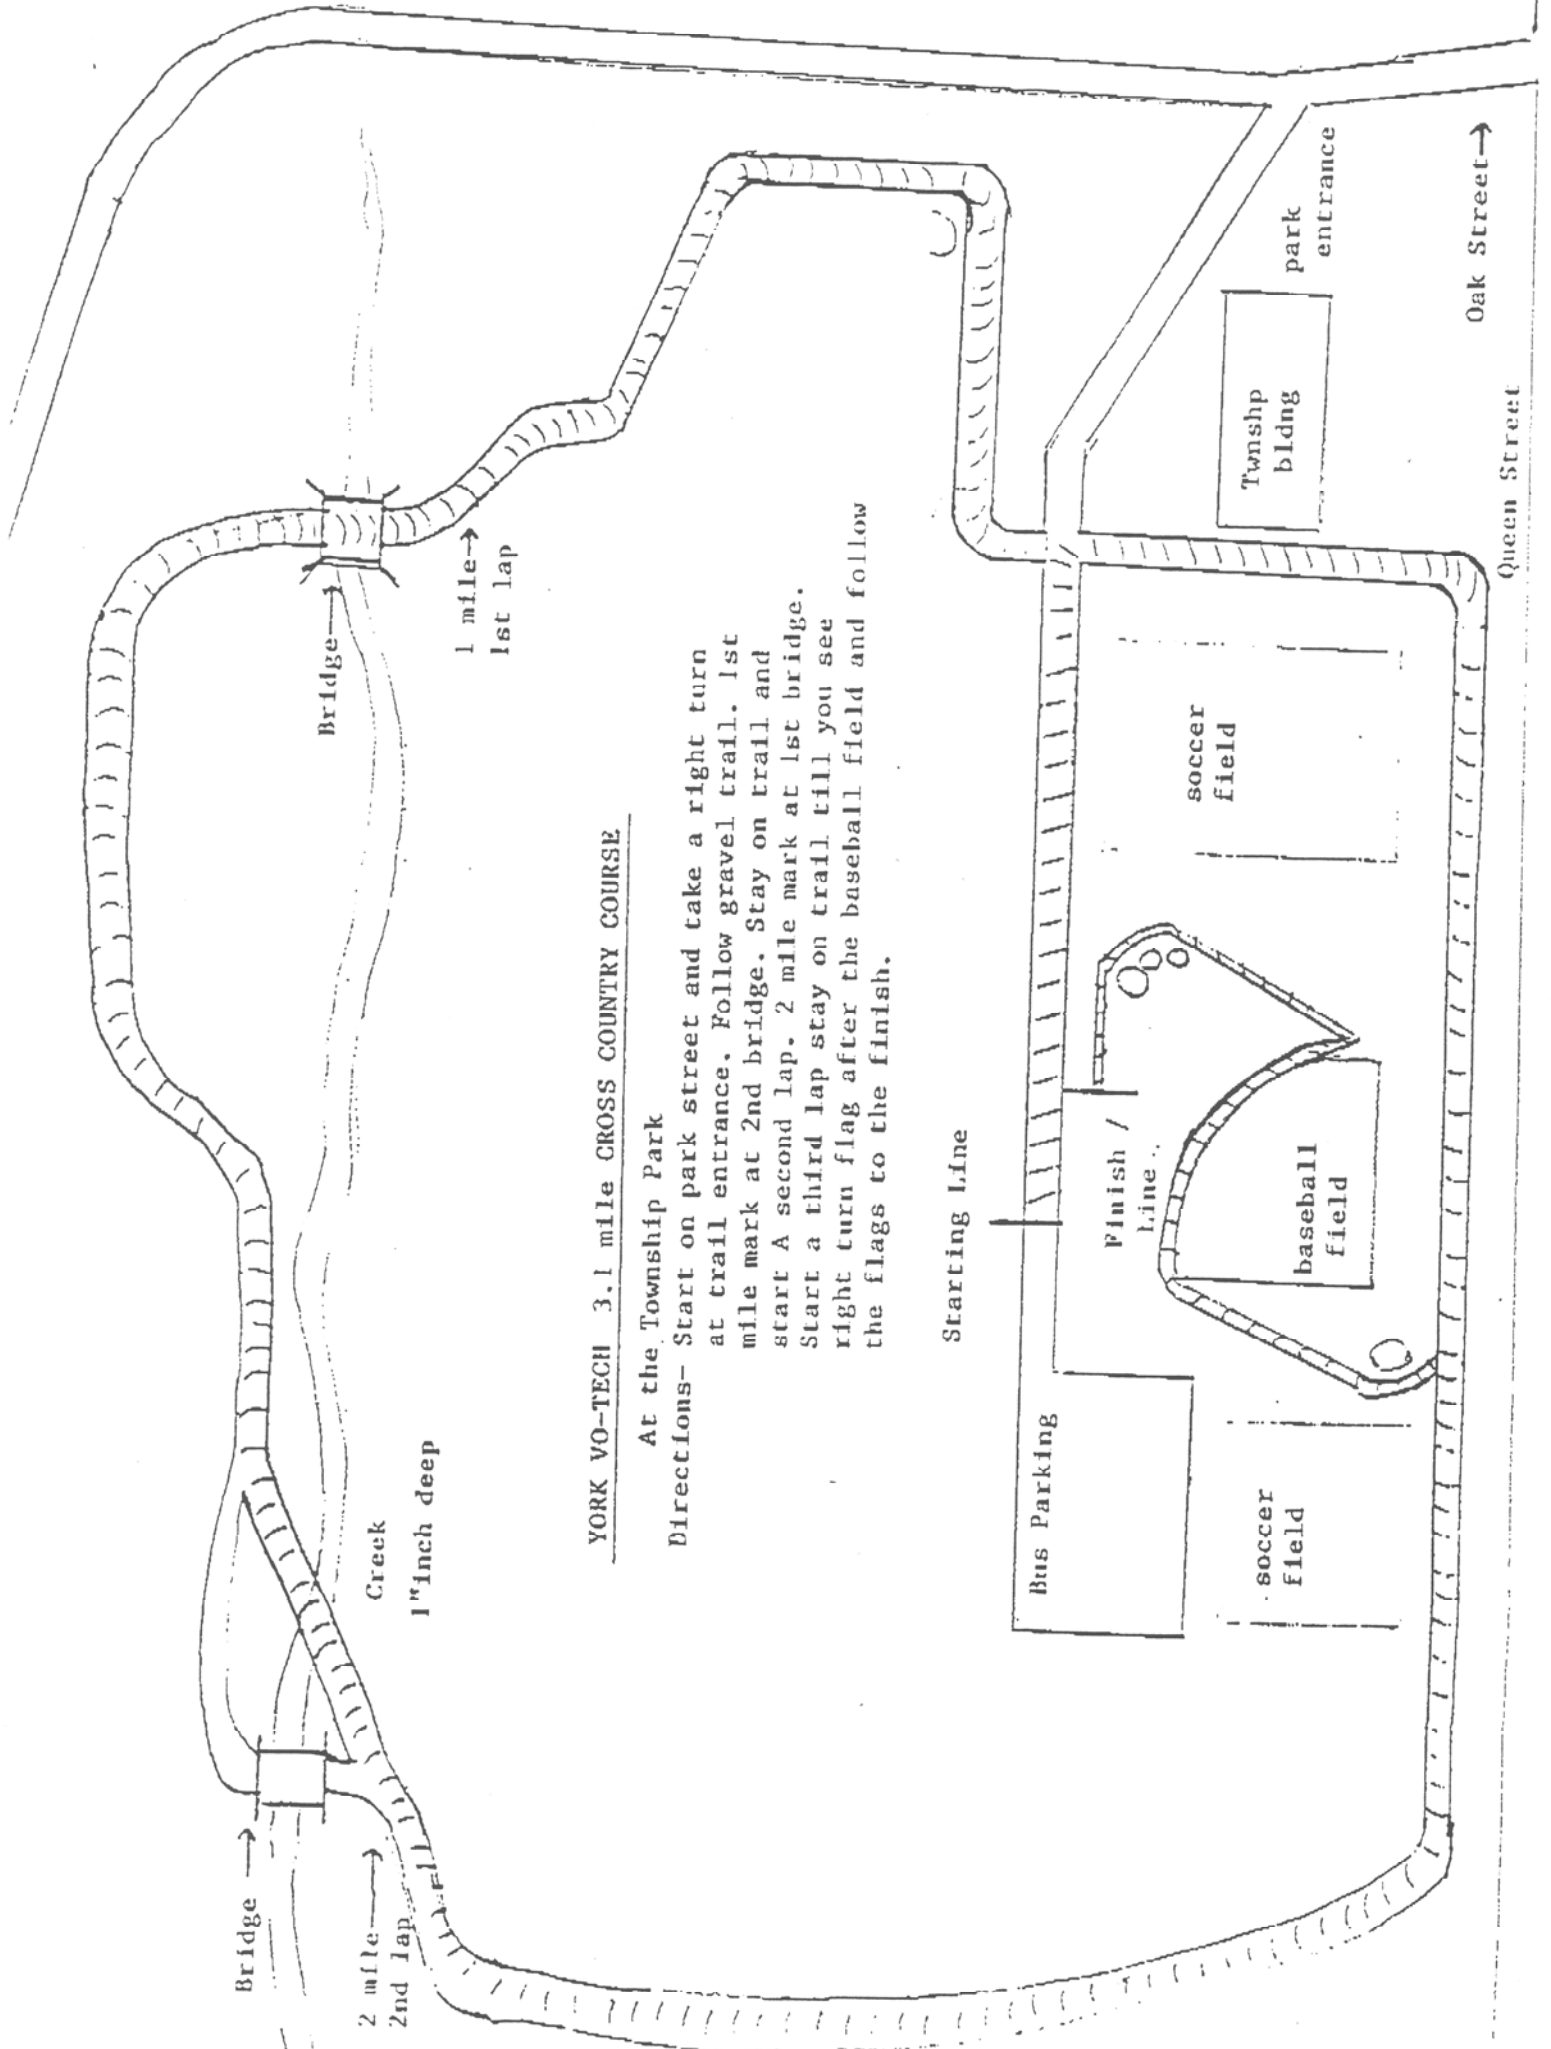 YORK VO-TECH 3.1 mile CROSS COUNTRY COURSE
At the Township Park
Directions- Start on park street and take a right turn
at trail entrance. Follow gravel trail. 1st
mile mark at 2nd bridge. Stay on trail and
start A second lap. 2 mile mark at 1st bridge.
Start a third lap stay on trail till you see
right turn flag after the baseball field and follow
the flags to the finish.
Bridge →
2 mile →
2nd lap
Creek
1"inch deep
Bridge →
1 mile →
1st lap
Starting Line
Bus Parking
Finish /
Line
soccer
field
baseball
field
soccer
field
Twnshp
bldng
park
entrance
Oak Street →
Queen Street